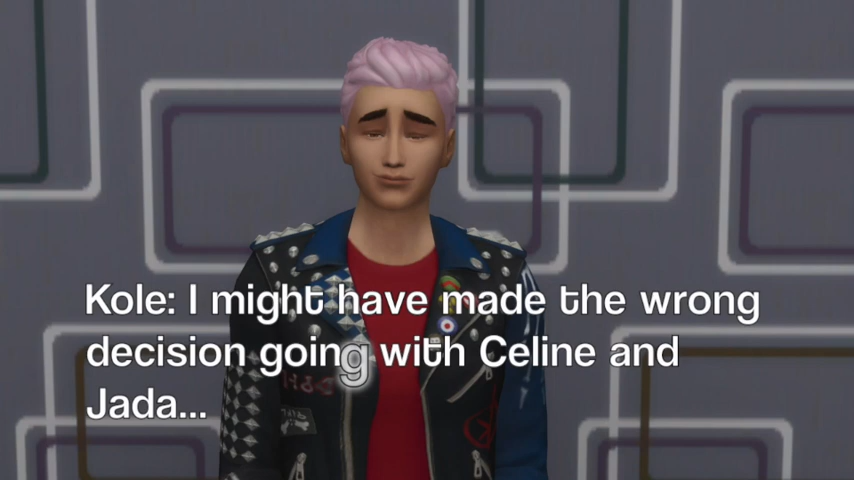 Kole: I might have made the wrong
decision going with Celine and
Jada...